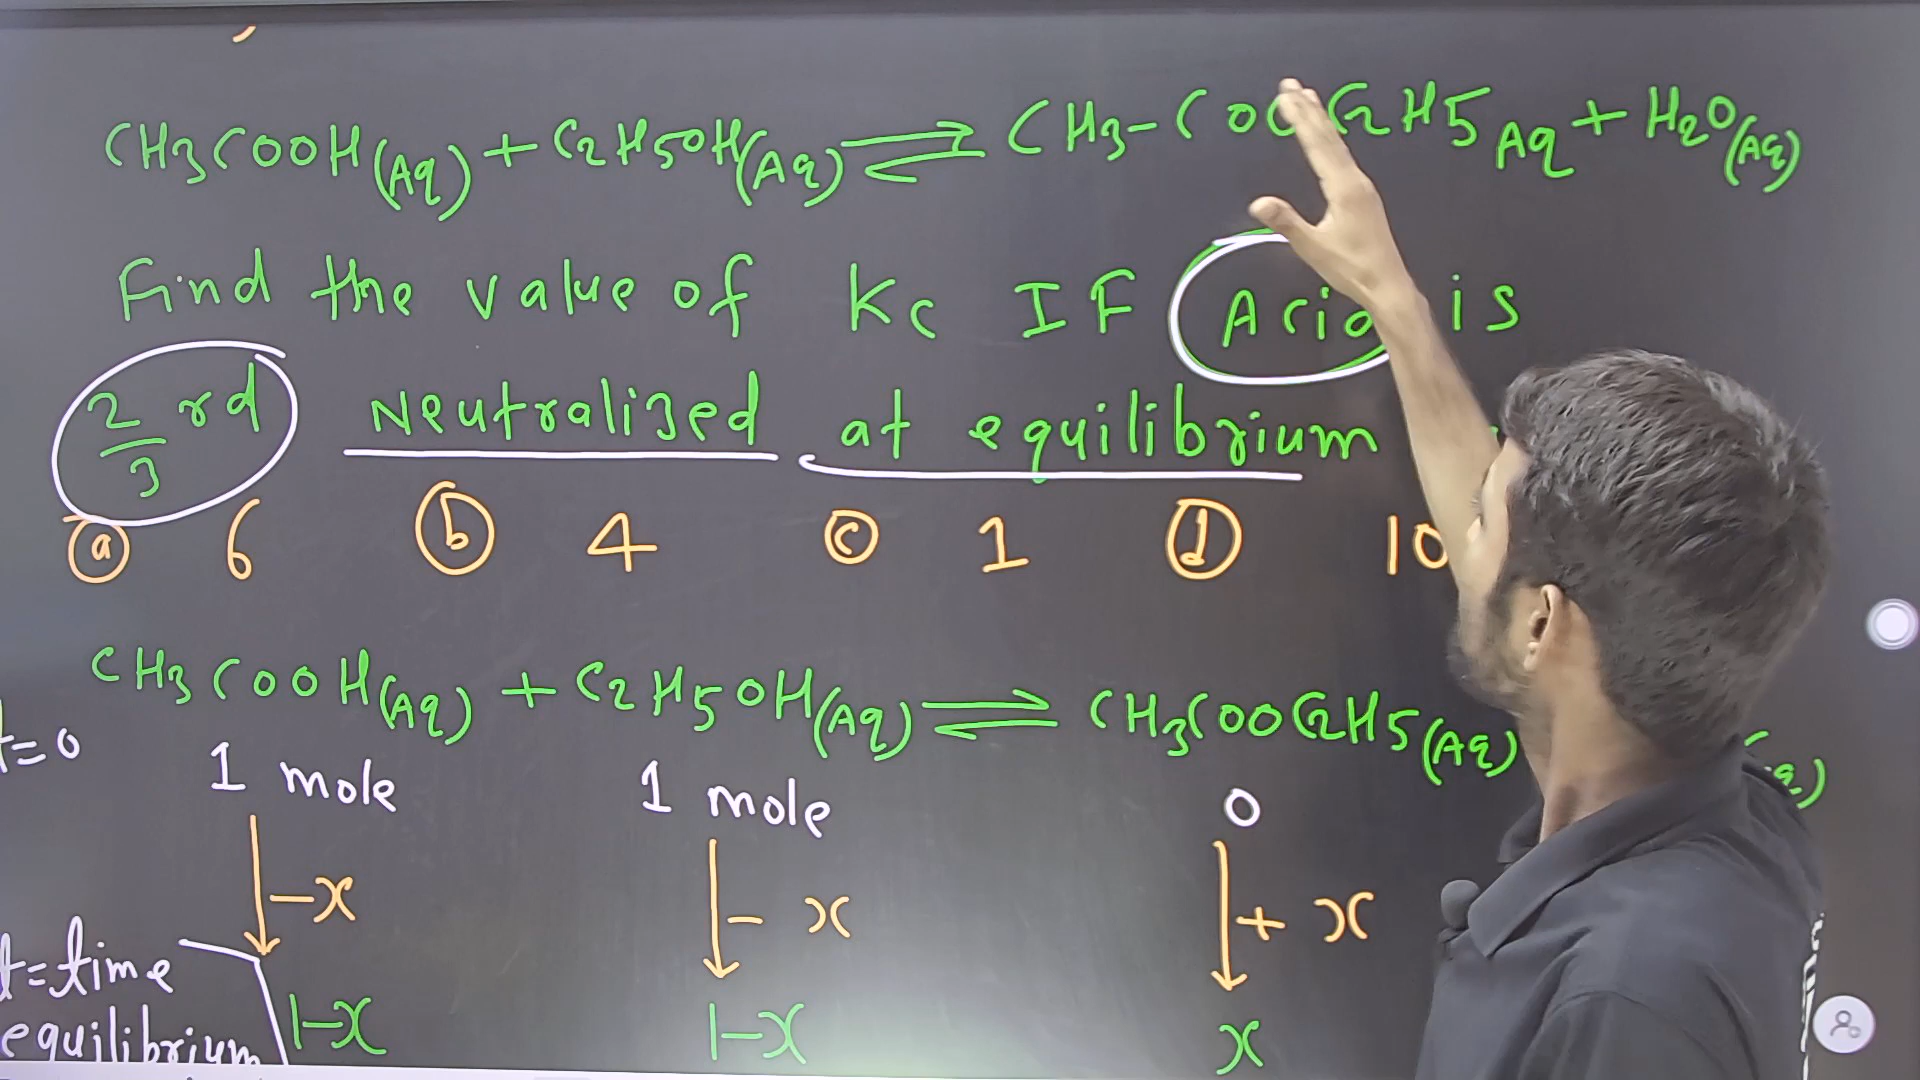 CH3COOH(Aq) + C2H5OH(Aq) ⇌ CH3-COOC2H5 Aq + H2O(Aq)
Find the value of Kc IF Acid is
2/3 rd Neutralized at equilibrium
(a) 6 (b) 4 (c) 1 (d) 10
CH3COOH(Aq) + C2H5OH(Aq) ⇌ CH3COOC2H5(Aq)
t=0 1 mole 1 mole 0
-x - x + x
t=time
equilibrium 1-x 1-x x